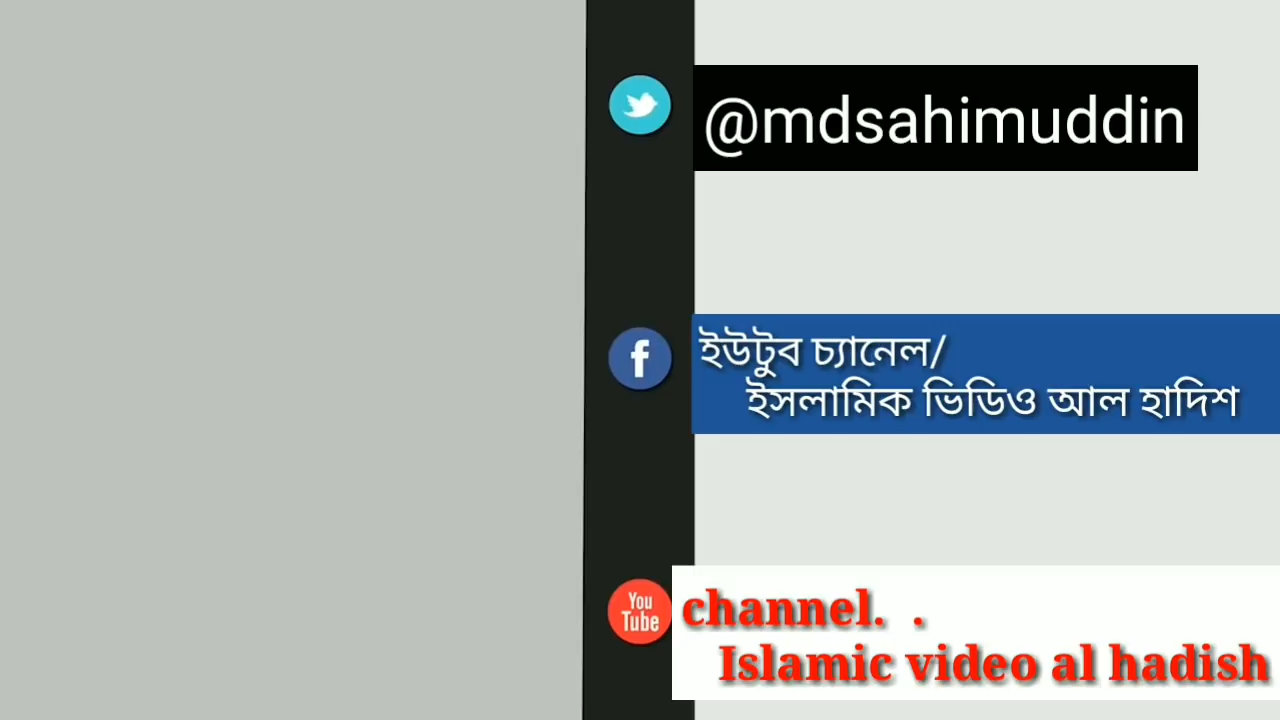 @mdsahimuddin
f
ইউটুব চ্যানেল/
ইসলামিক ভিডিও আল হাদিশ
You
Tube
channel. .
Islamic video al hadish